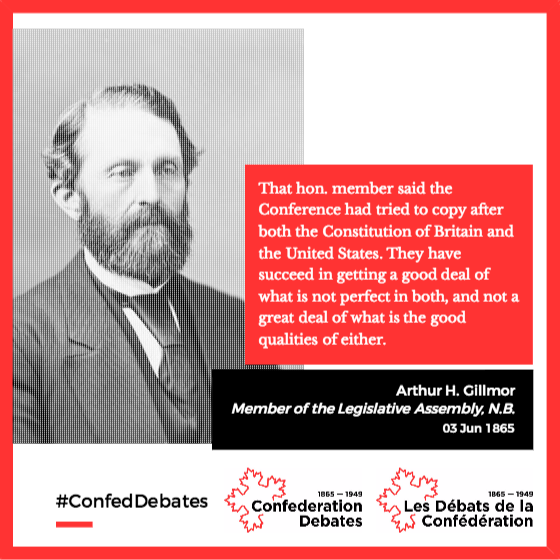 That hon. member said the
Conference had tried to copy after
both the Constitution of Britain and
the United States. They have
succeed in getting a good deal of
what is not perfect in both, and not a
great deal of what is the good
qualities of either.
Arthur H. Gillmor
Member of the Legislative Assembly, N.B.
03 Jun 1865
#ConfedDebates
1865 — 1949
Confederation
Debates
1865 — 1949
Les Débats de la
Confédération